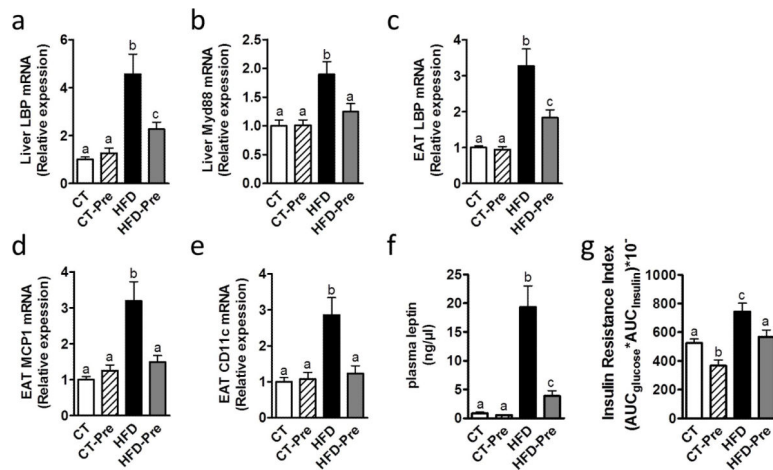 a
Liver LBP mRNA
(Relative expession)
6
4
2
0
a
a
b
c
CT
CT-Pre
HFD
HFD-Pre
b
Liver Myd88 mRNA
(Relative expession)
2.5
2.0
1.5
1.0
0.5
0.0
a
a
b
a
CT
CT-Pre
HFD
HFD-Pre
c
EAT LBP mRNA
(Relative expession)
4
3
2
1
0
a
a
b
c
CT
CT-Pre
HFD
HFD-Pre
d
EAT MCP1 mRNA
(Relative expression)
4
3
2
1
0
a
a
b
a
CT
CT-Pre
HFD
HFD-Pre
e
EAT CD11c mRNA
(Relative expression)
4
3
2
1
0
a
a
b
a
CT
CT-Pre
HFD
HFD-Pre
f
plasma leptin
(ng/µl)
25
20
15
10
5
0
a
a
b
c
CT
CT-Pre
HFD
HFD-Pre
g
Insulin Resistance Index
(AUCglucose*AUCInsulin)*10-
1000
800
600
400
200
0
a
b
c
a
CT
CT-Pre
HFD
HFD-Pre